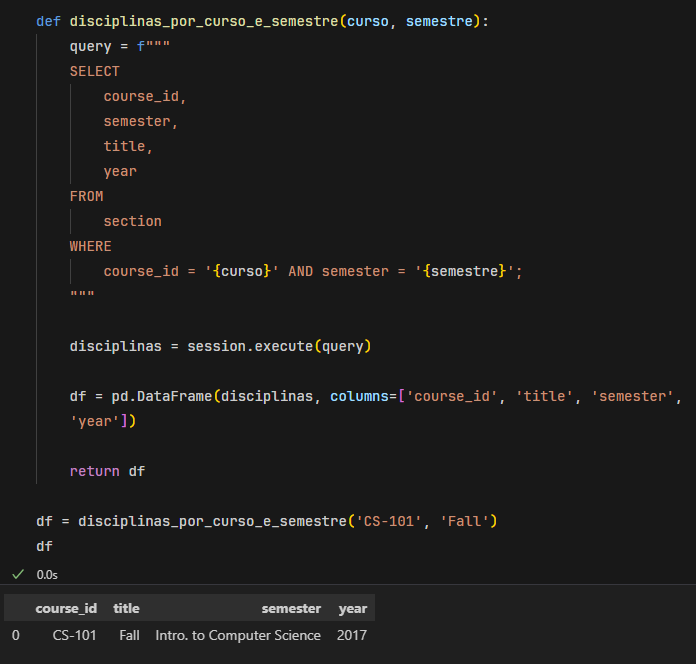 def disciplinas_por_curso_e_semestre(curso, semestre):
query = f"""
SELECT
course_id,
semester,
title,
year
FROM
section
WHERE
course_id = '{curso}' AND semester = '{semestre}';
"""
disciplinas = session.execute(query)
df = pd.DataFrame(disciplinas, columns=['course_id', 'title', 'semester',
'year'])
return df
df = disciplinas_por_curso_e_semestre('CS-101', 'Fall')
df
0.0s
course_id title semester year
0 CS-101 Fall Intro. to Computer Science 2017